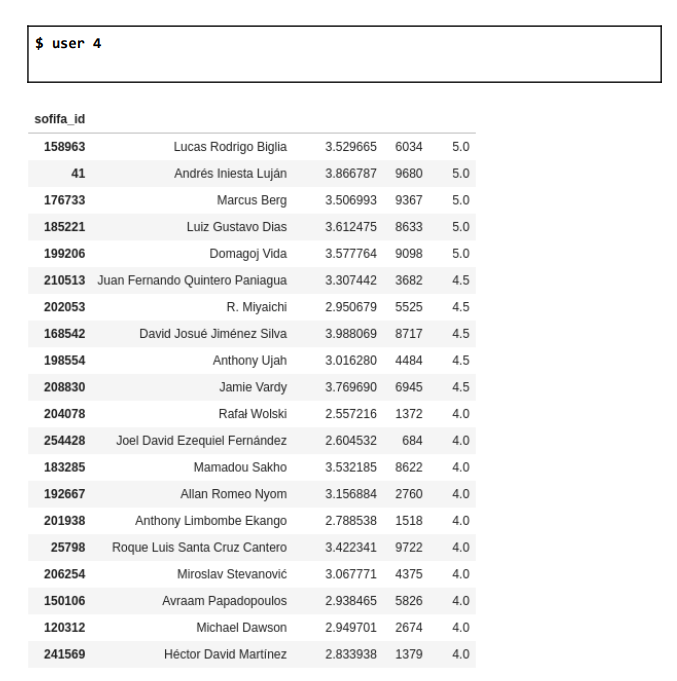 $ user 4
sofifa_id
158963 Lucas Rodrigo Biglia 3.529665 6034 5.0
41 Andrés Iniesta Luján 3.866787 9680 5.0
176733 Marcus Berg 3.506993 9367 5.0
185221 Luiz Gustavo Dias 3.612475 8633 5.0
199206 Domagoj Vida 3.577764 9098 5.0
210513 Juan Fernando Quintero Paniagua 3.307442 3682 4.5
202053 R. Miyaichi 2.950679 5525 4.5
168542 David Josué Jiménez Silva 3.988069 8717 4.5
198554 Anthony Ujah 3.016280 4484 4.5
208830 Jamie Vardy 3.769690 6945 4.5
204078 Rafał Wolski 2.557216 1372 4.0
254428 Joel David Ezequiel Fernández 2.604532 684 4.0
183285 Mamadou Sakho 3.532185 8622 4.0
192667 Allan Romeo Nyom 3.156884 2760 4.0
201938 Anthony Limbombe Ekango 2.788538 1518 4.0
25798 Roque Luis Santa Cruz Cantero 3.422341 9722 4.0
206254 Miroslav Stevanović 3.067771 4375 4.0
150106 Avraam Papadopoulos 2.938465 5826 4.0
120312 Michael Dawson 2.949701 2674 4.0
241569 Héctor David Martínez 2.833938 1379 4.0